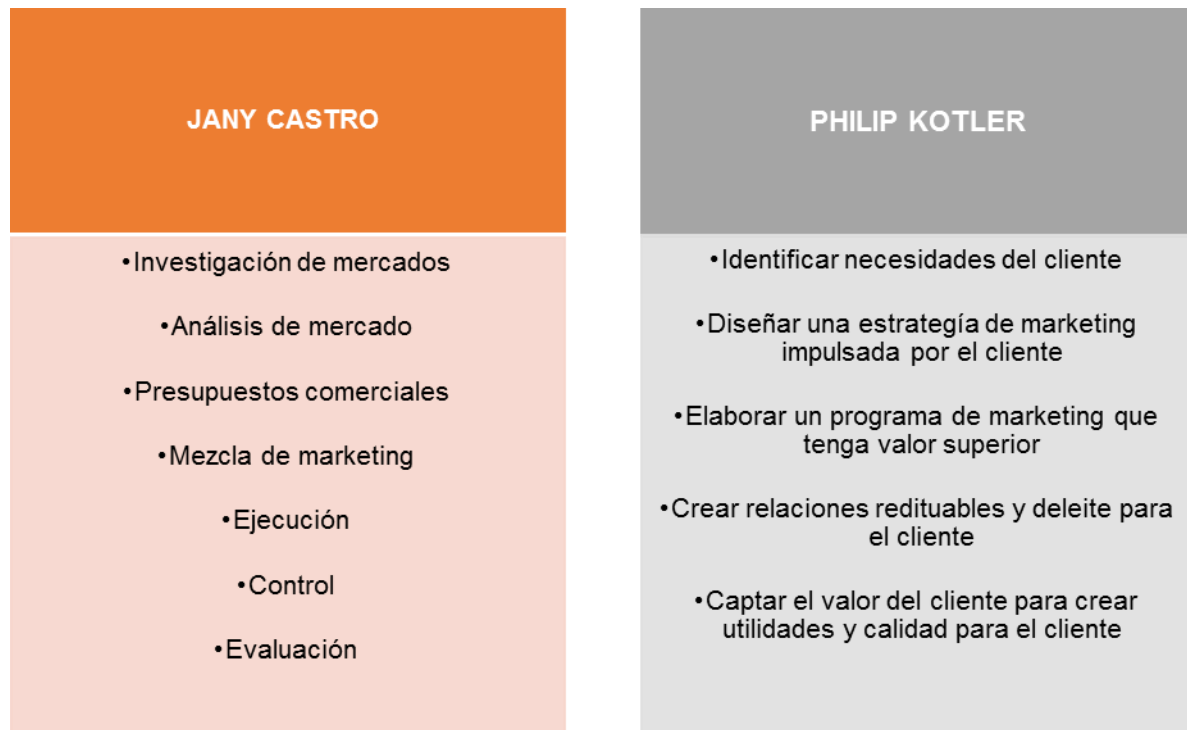 JANY CASTRO
•Investigación de mercados
•Análisis de mercado
•Presupuestos comerciales
•Mezcla de marketing
•Ejecución
•Control
•Evaluación
PHILIP KOTLER
•Identificar necesidades del cliente
•Diseñar una estrategía de marketing
impulsada por el cliente
•Elaborar un programa de marketing que
tenga valor superior
•Crear relaciones redituables y deleite para
el cliente
•Captar el valor del cliente para crear
utilidades y calidad para el cliente